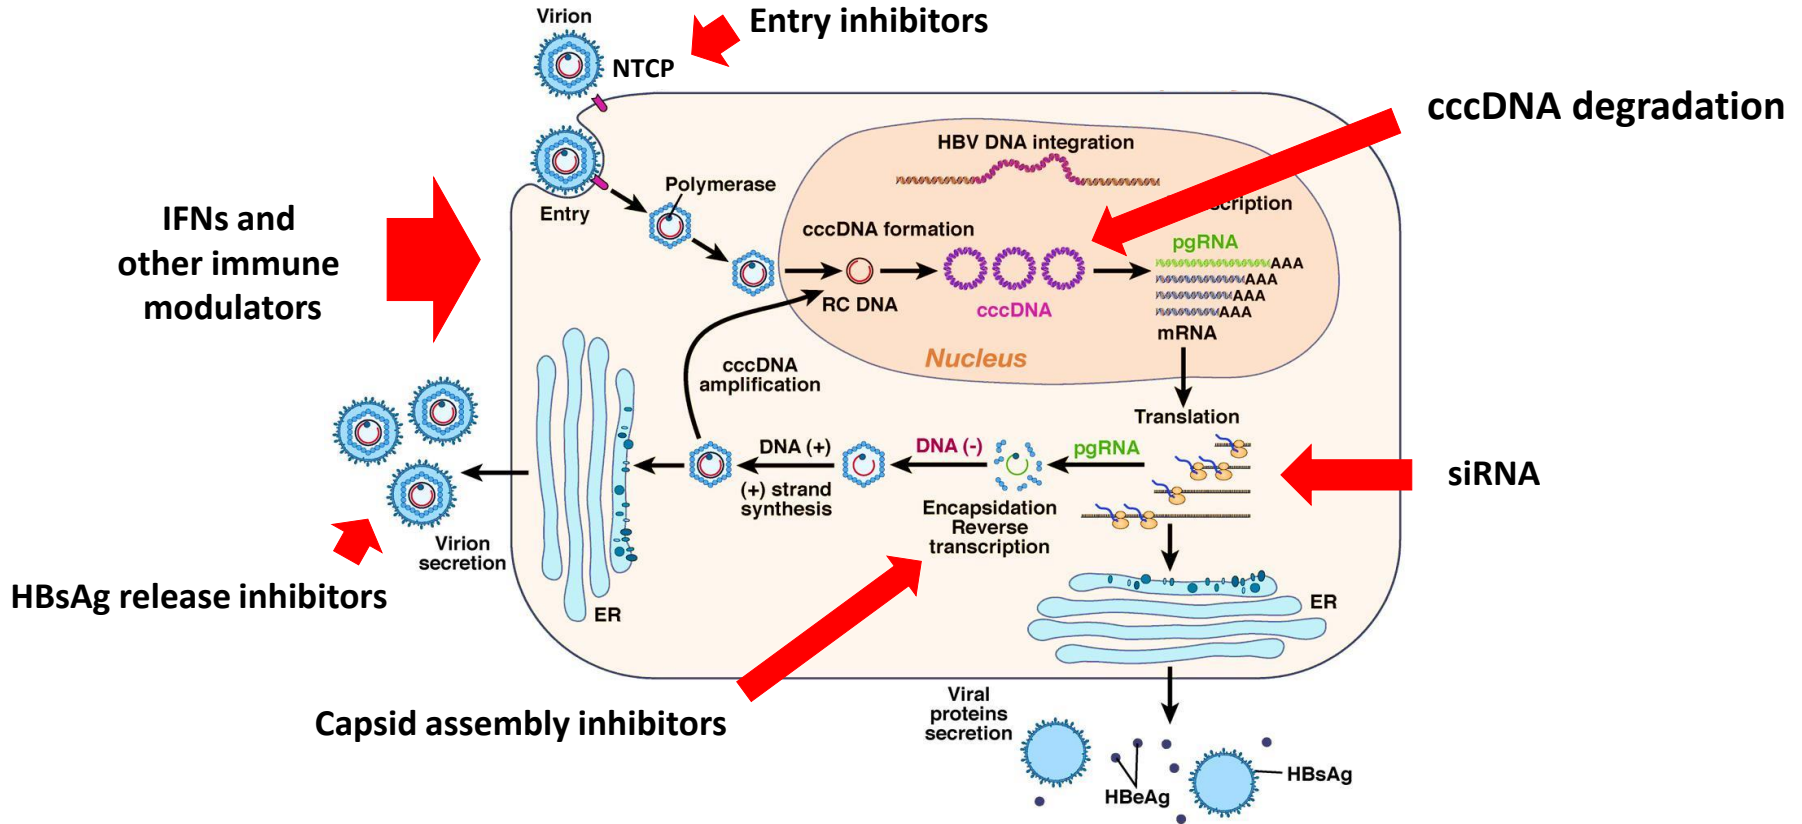 Virion
Entry inhibitors
NTCP
cccDNA degradation
HBV DNA integration
Polymerase
IFNs and
other immune
modulators
Entry
cccDNA formation
pgRNA
AAA
AAA
AAA
AAA
RC DNA
cccDNA
mRNA
Nucleus
cccDNA
amplification
Translation
DNA (+)
DNA (-)
pgRNA
siRNA
(+) strand
synthesis
Encapsidation
Reverse
transcription
Virion
secretion
HBsAg release inhibitors
ER
ER
Capsid assembly inhibitors
Viral
proteins
secretion
HBsAg
HBeAg